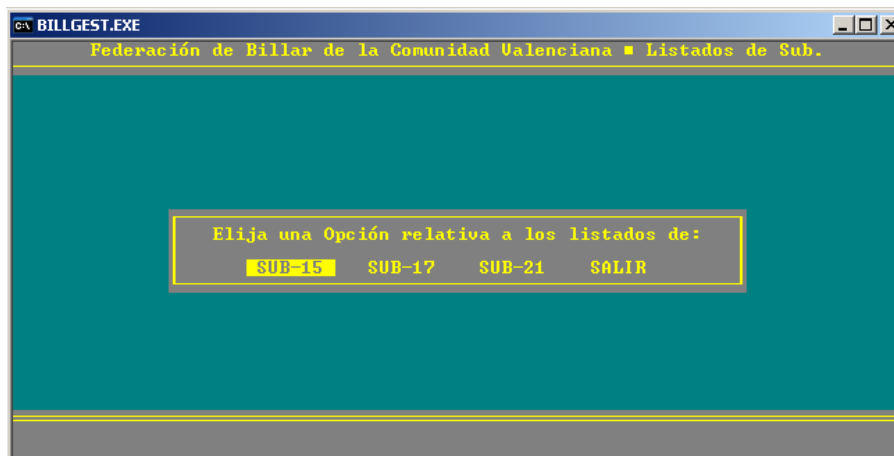 BILLGEST.EXE
Federación de Billar de la Comunidad Valenciana ■ Listados de Sub.
Elija una Opción relativa a los listados de:
SUB-15 SUB-17 SUB-21 SALIR